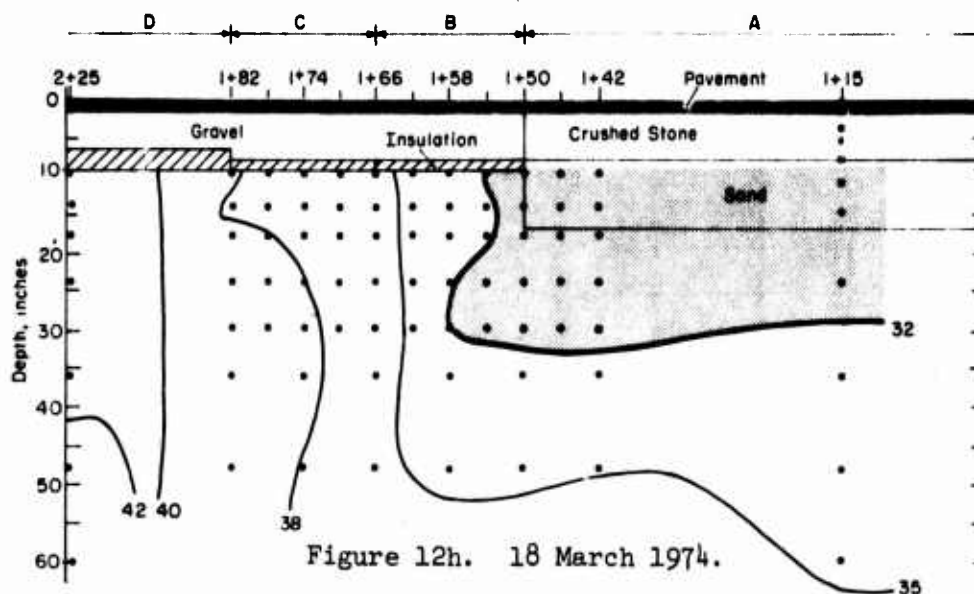 D C B A
2+25 1+82 1+74 1+66 1+58 1+50 1+42 Pavement 1+15
0
Gravel Insulation Crushed Stone
10
Sand
20
Depth, inches
30
32
40
50
42 40 38
Figure 12h. 18 March 1974.
60
35